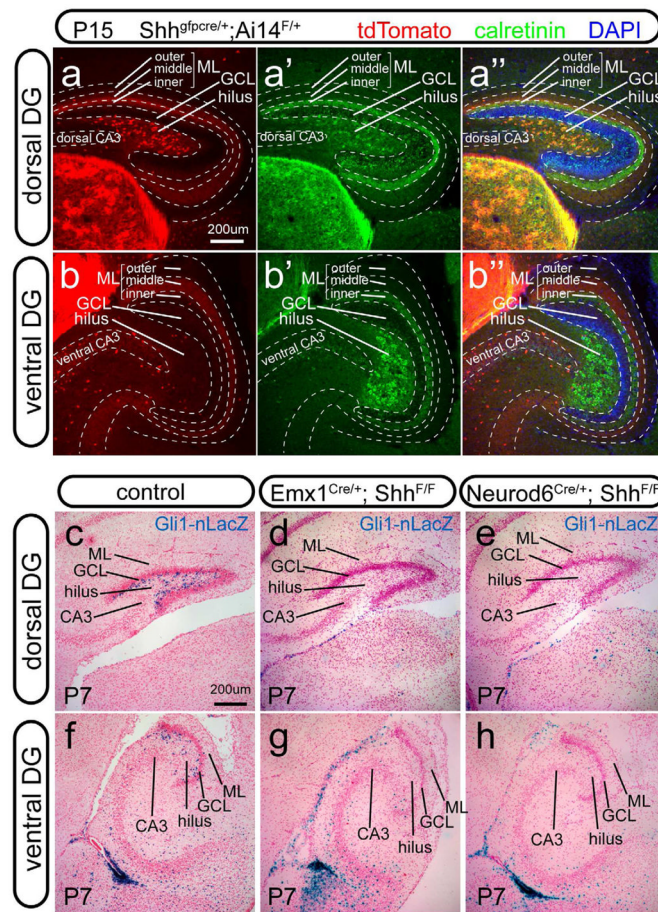 P15 Shh^gfpcre/+;Ai14^F/+ tdTomato calretinin DAPI
dorsal DG
a
outer
middle
inner
ML
GCL
hilus
dorsal CA3
200um
a'
outer
middle
inner
ML
GCL
hilus
a''
outer
middle
inner
ML
GCL
hilus
ventral DG
b
ML
outer
middle
inner
GCL
hilus
ventral CA3
b'
ML
outer
middle
inner
GCL
hilus
ventral CA3
b''
ML
outer
middle
inner
GCL
hilus
ventral CA3
control
Emx1^Cre/+; Shh^F/F
Neurod6^Cre/+; Shh^F/F
dorsal DG
c
Gli1-nLacZ
ML
GCL
hilus
CA3
P7
200um
d
Gli1-nLacZ
ML
GCL
hilus
CA3
P7
e
Gli1-nLacZ
ML
GCL
hilus
CA3
P7
ventral DG
f
CA3
hilus
GCL
ML
P7
g
CA3
hilus
GCL
ML
P7
h
CA3
hilus
GCL
ML
P7